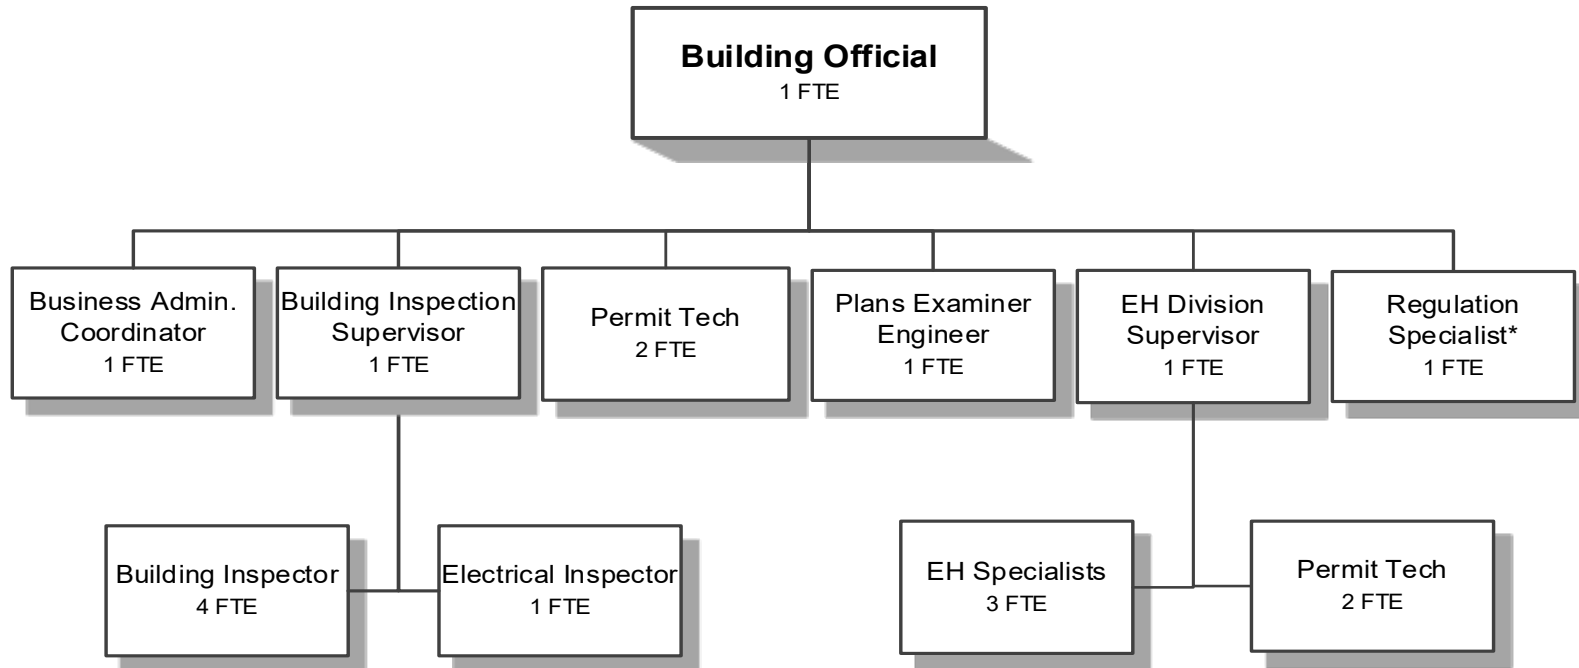 Building Official
1 FTE
Business Admin.
Coordinator
1 FTE
Building Inspection
Supervisor
1 FTE
Permit Tech
2 FTE
Plans Examiner
Engineer
1 FTE
EH Division
Supervisor
1 FTE
Regulation
Specialist*
1 FTE
Building Inspector
4 FTE
Electrical Inspector
1 FTE
EH Specialists
3 FTE
Permit Tech
2 FTE